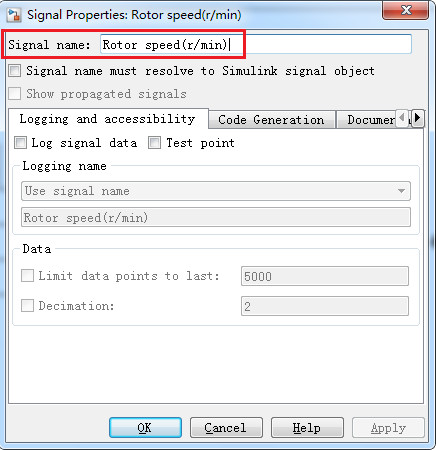 Signal Properties: Rotor speed(r/min)
Signal name: Rotor speed(r/min)
Signal name must resolve to Simulink signal object
Show propagated signals
Logging and accessibility Code Generation
Log signal data Test point
Logging name
Use signal name
Rotor speed(r/min)
Data
Limit data points to last: 5000
Decimation: 2
OK Cancel Help Apply